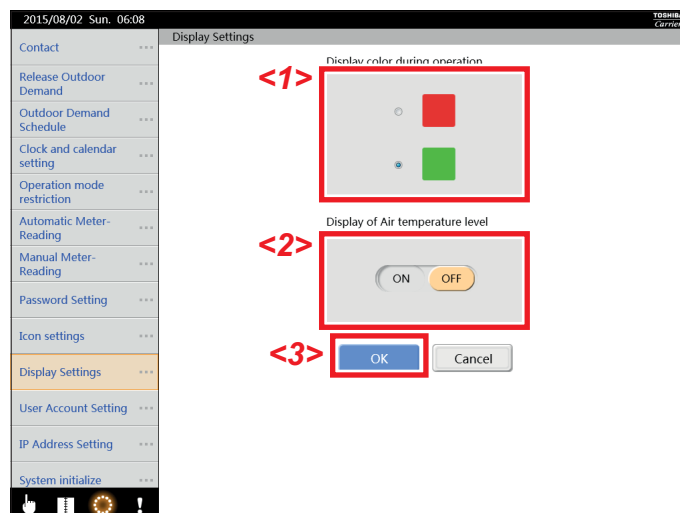 2015/08/02 Sun. 06:08
TOSHIBA
Carrier
Display Settings
Contact
Release Outdoor
Demand
Outdoor Demand
Schedule
Clock and calendar
setting
Operation mode
restriction
Automatic Meter-
Reading
Manual Meter-
Reading
Password Setting
Icon settings
Display Settings
User Account Setting
IP Address Setting
System initialize
Display color during operation
<1>
Display of Air temperature level
<2>
ON OFF
<3>
OK Cancel